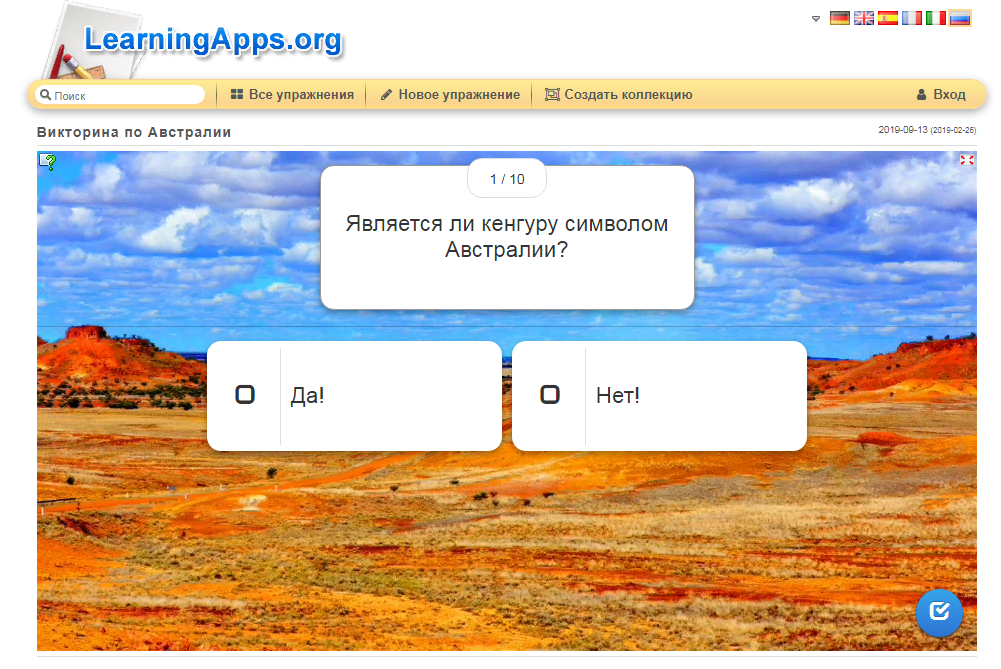 LearningApps.org
Поиск
Все упражнения
Новое упражнение
Создать коллекцию
Вход
Викторина по Австралии
2019-09-13 (2019-02-26)
1 / 10
Является ли кенгуру символом
Австралии?
Да!
Нет!